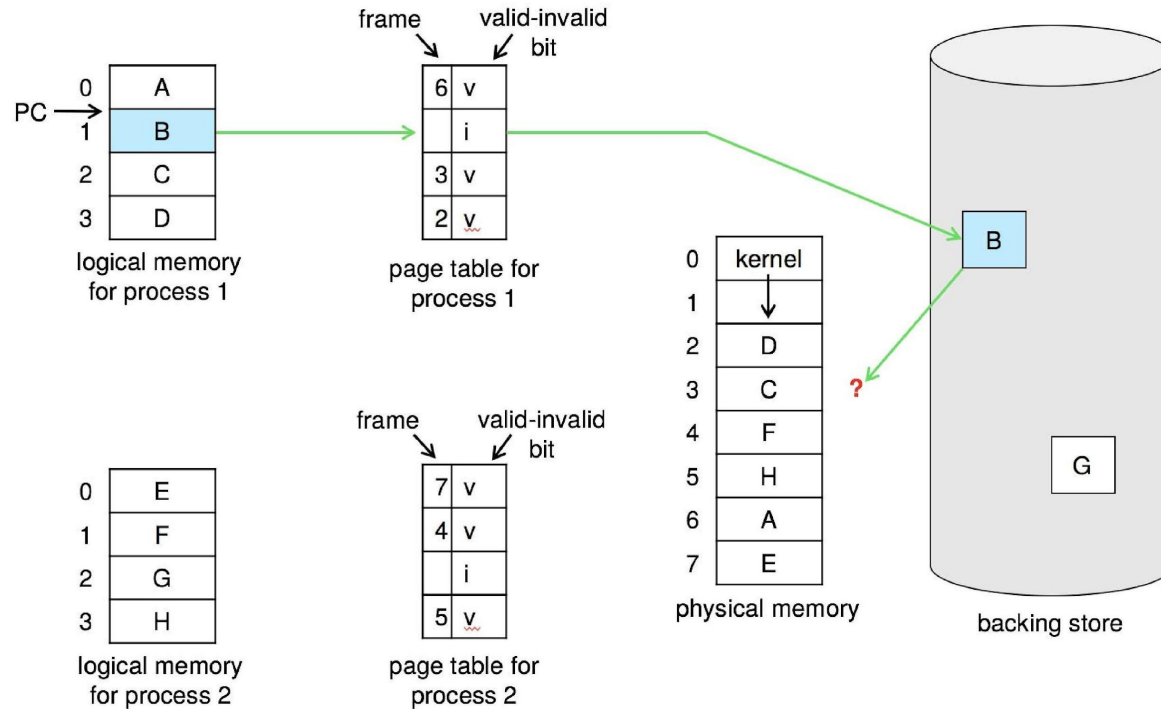 frame
valid-invalid
bit
0 A
PC
1 B
2 C
3 D
logical memory
for process 1
6 v
i
3 v
2 v
page table for
process 1
0 kernel
1
2 D
3 C
4 F
5 H
6 A
7 E
physical memory
?
B
G
backing store
frame
valid-invalid
bit
0 E
1 F
2 G
3 H
logical memory
for process 2
7 v
4 v
i
5 v
page table for
process 2